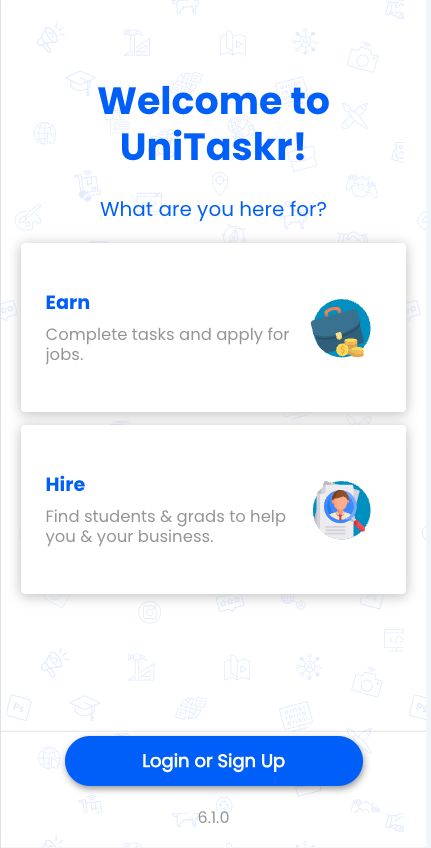 Welcome to
UniTaskr!
What are you here for?
Earn
Complete tasks and apply for
jobs.
Hire
Find students & grads to help
you & your business.
Login or Sign Up
6.1.0